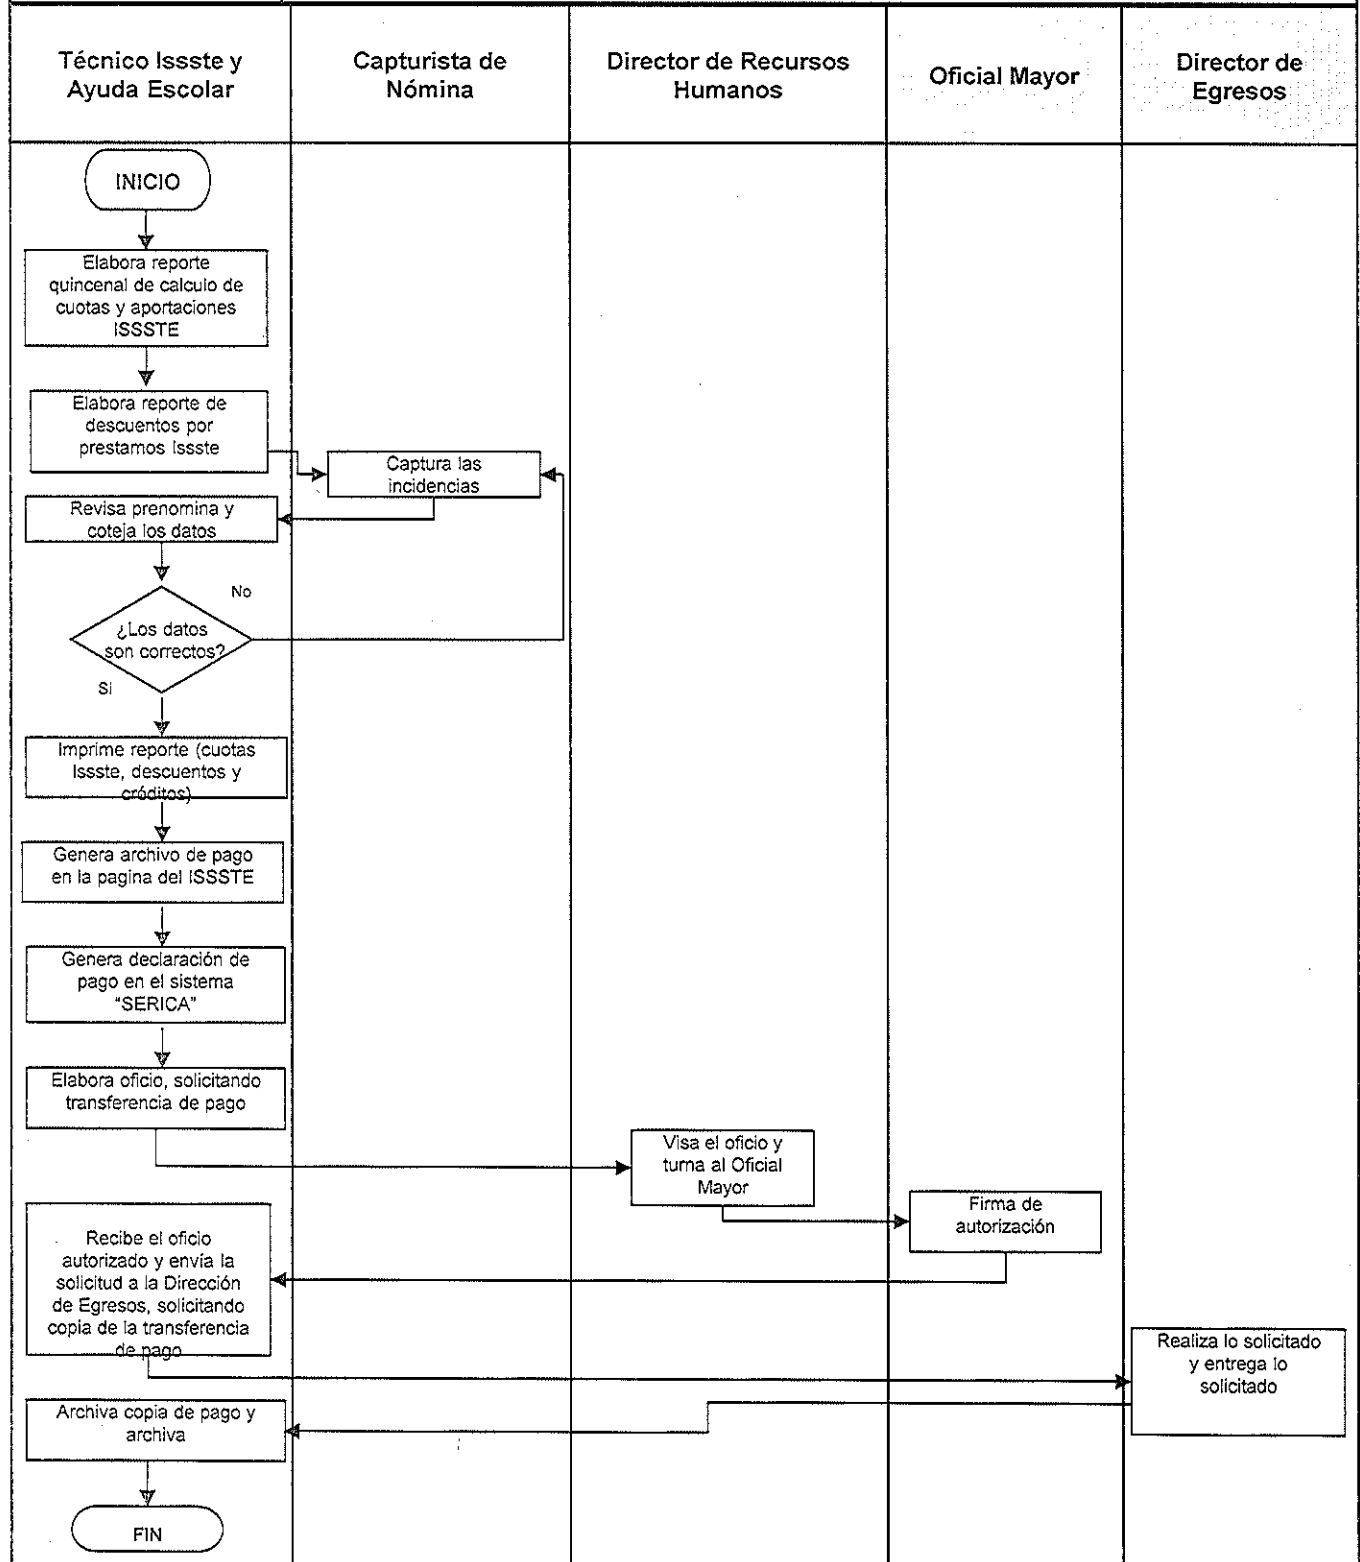 Técnico Issste y
Ayuda Escolar
Capturista de
Nómina
Director de Recursos
Humanos
Oficial Mayor
Director de
Egresos
INICIO
Elabora reporte
quincenal de calculo de
cuotas y aportaciones
ISSSTE
Elabora reporte de
descuentos por
prestamos Issste
Captura las
incidencias
Revisa prenomina y
coteja los datos
No
¿Los datos
son correctos?
Si
Imprime reporte (cuotas
Issste, descuentos y
créditos)
Genera archivo de pago
en la pagina del ISSSTE
Genera declaración de
pago en el sistema
“SERICA”
Elabora oficio, solicitando
transferencia de pago
Visa el oficio y
turna al Oficial
Mayor
Firma de
autorización
Recibe el oficio
autorizado y envía la
solicitud a la Dirección
de Egresos, solicitando
copia de la transferencia
de pago
Realiza lo solicitado
y entrega lo
solicitado
Archiva copia de pago y
archiva
FIN